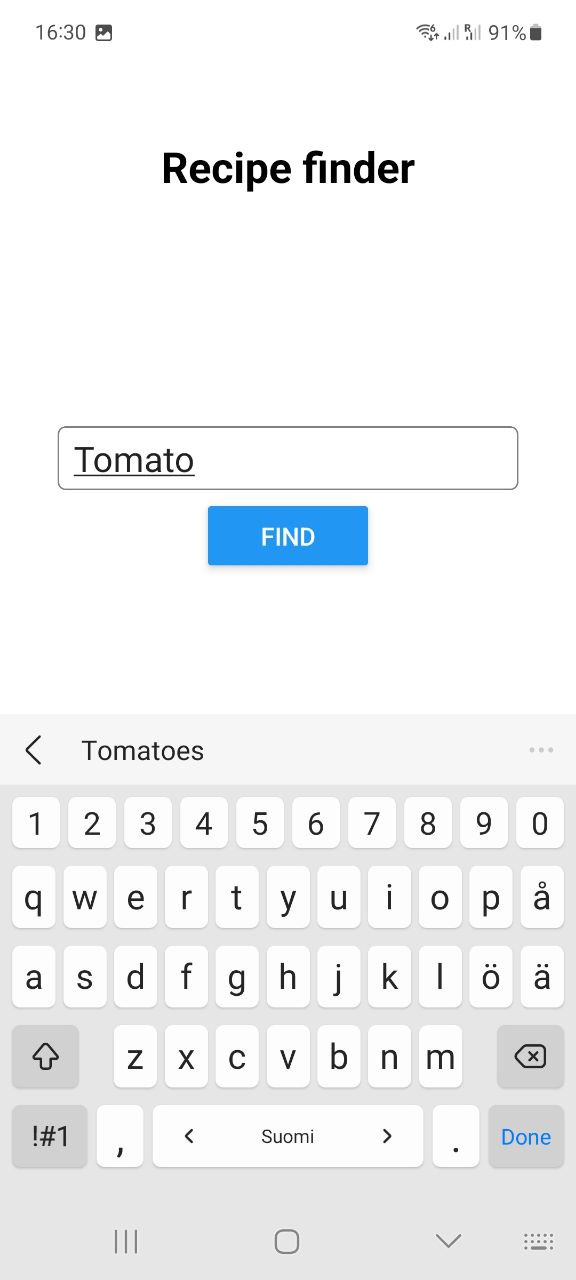 16:30 91%
Recipe finder
Tomato
FIND
Tomatoes
1 2 3 4 5 6 7 8 9 0
q w e r t y u i o p å
a s d f g h j k l ö ä
z x c v b n m
!#1 , < Suomi > . Done